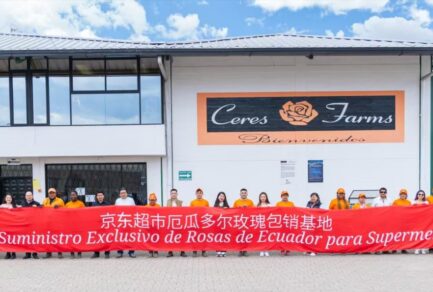 Ceres Farms
Bienvenidos
京东超市厄瓜多尔玫瑰包销基地
Suministro Exclusivo de Rosas de Ecuador para Superme